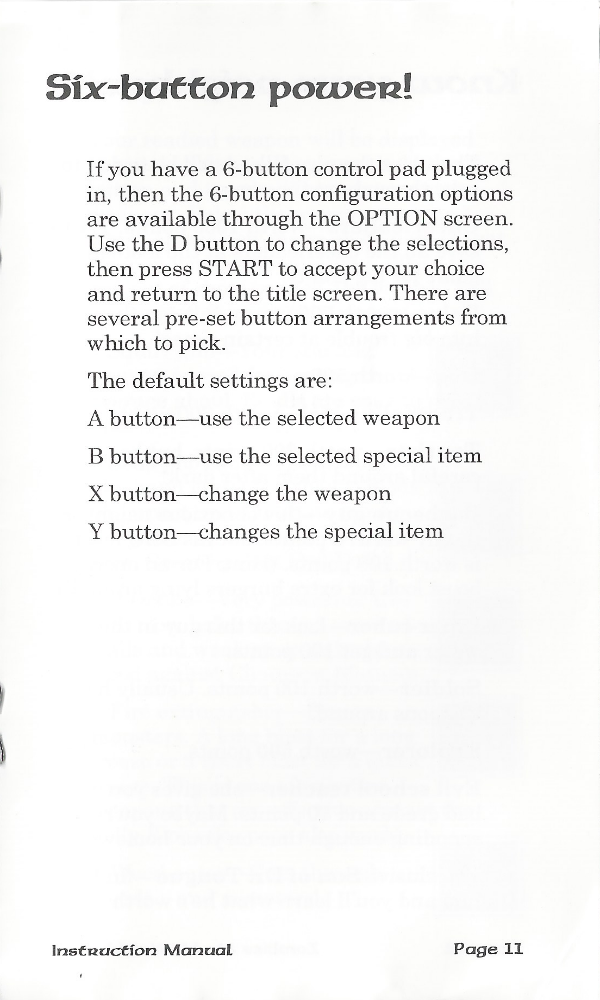 Six-button power!
If you have a 6-button control pad plugged
in, then the 6-button configuration options
are available through the OPTION screen.
Use the D button to change the selections,
then press START to accept your choice
and return to the title screen. There are
several pre-set button arrangements from
which to pick.
The default settings are:
A button—use the selected weapon
B button—use the selected special item
X button—change the weapon
Y button—changes the special item
Instruction Manual Page 11